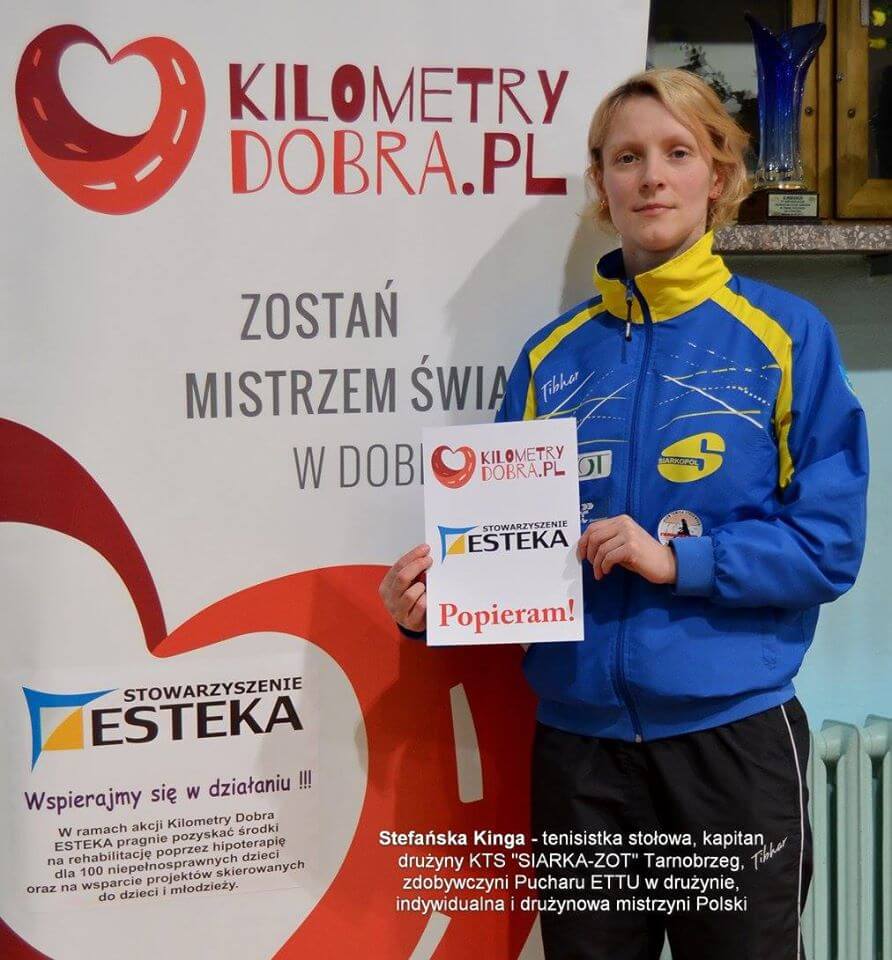 KILOMETRY
DOBRA.PL
ZOSTAŃ
MISTRZEM ŚWIA
W DOB
Tibhar
SIARKOPOL
KILOMETRY
DOBRA.PL
STOWARZYSZENIE
ESTEKA
Popieram!
STOWARZYSZENIE
ESTEKA
Wspierajmy się w działaniu !!!
W ramach akcji Kilometry Dobra
ESTEKA pragnie pozyskać środki
na rehabilitację poprzez hipoterapię
dla 100 niepełnosprawnych dzieci
oraz na wsparcie projektów skierowanych
do dzieci i młodzieży.
Stefańska Kinga - tenisistka stołowa, kapitan
drużyny KTS "SIARKA-ZOT" Tarnobrzeg,
zdobywczyni Pucharu ETTU w drużynie,
indywidualna i drużynowa mistrzyni Polski
Tibhar